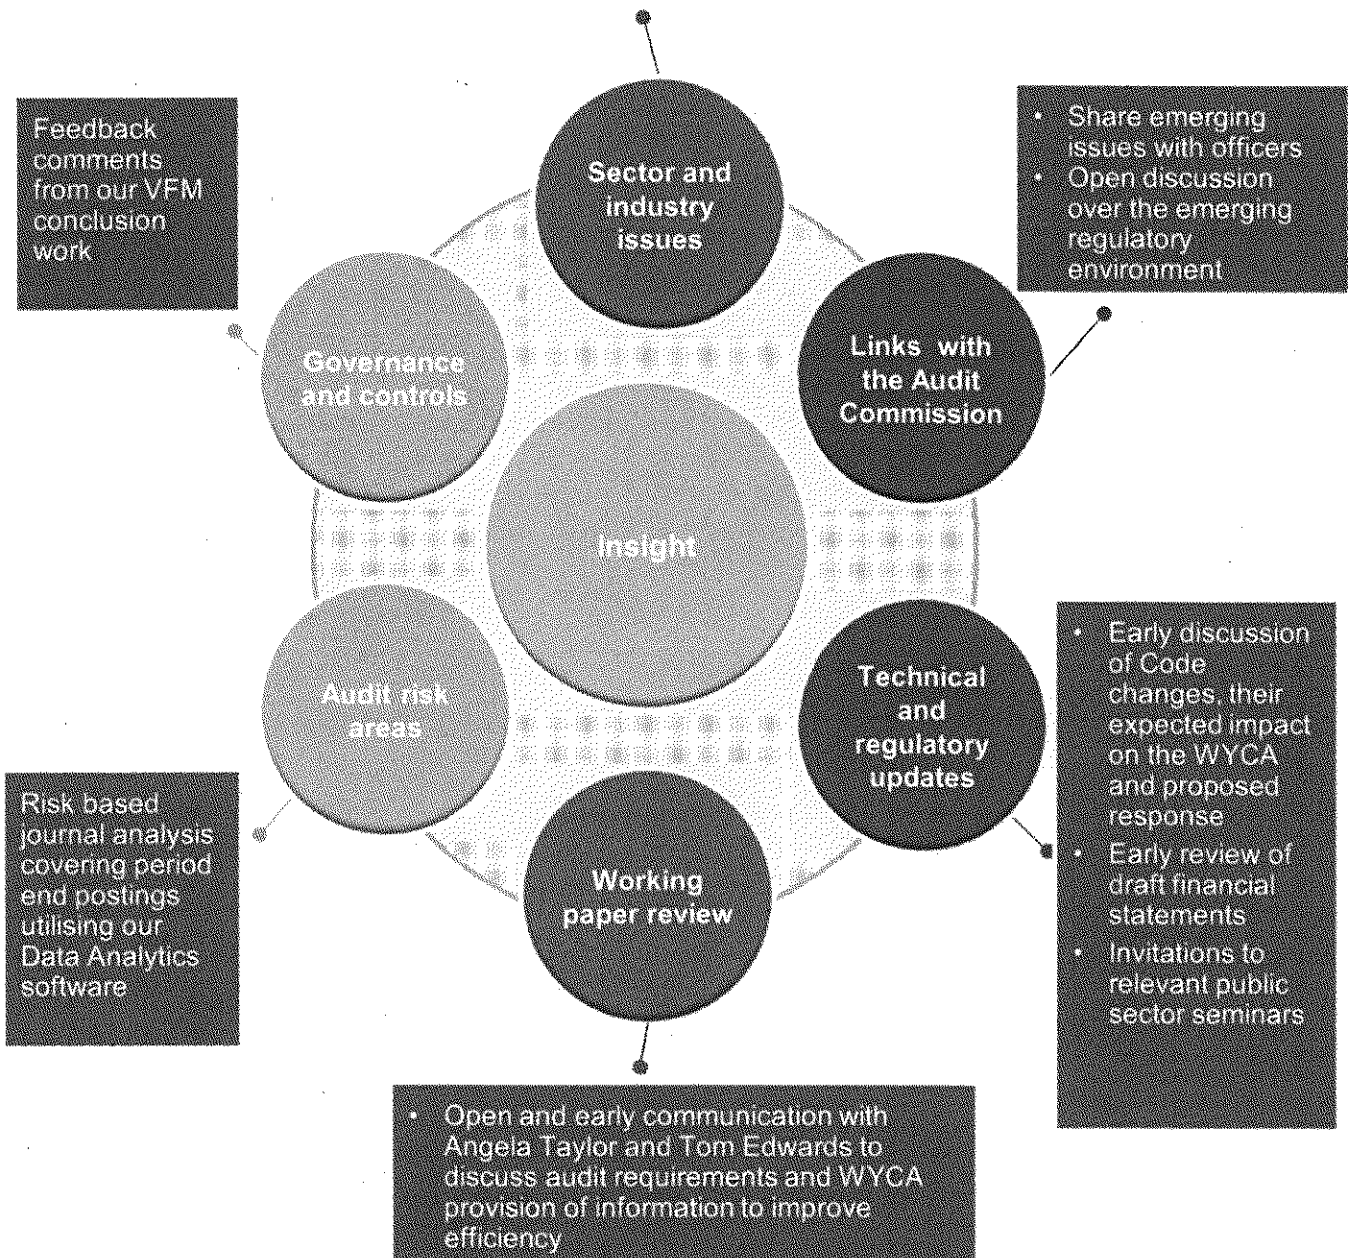 Feedback
comments
from our VFM
conclusion
work
Sector and
industry
issues
• Share emerging
issues with officers
• Open discussion
over the emerging
regulatory
environment
Governance
and controls
Links with
the Audit
Commission
Insight
Audit risk
areas
Technical
and
regulatory
updates
• Early discussion
of Code
changes, their
expected impact
on the WYCA
and proposed
response
• Early review of
draft financial
statements
• Invitations to
relevant public
sector seminars
Risk based
journal analysis
covering period
end postings
utilising our
Data Analytics
software
Working
paper review
• Open and early communication with
Angela Taylor and Tom Edwards to
discuss audit requirements and WYCA
provision of information to improve
efficiency